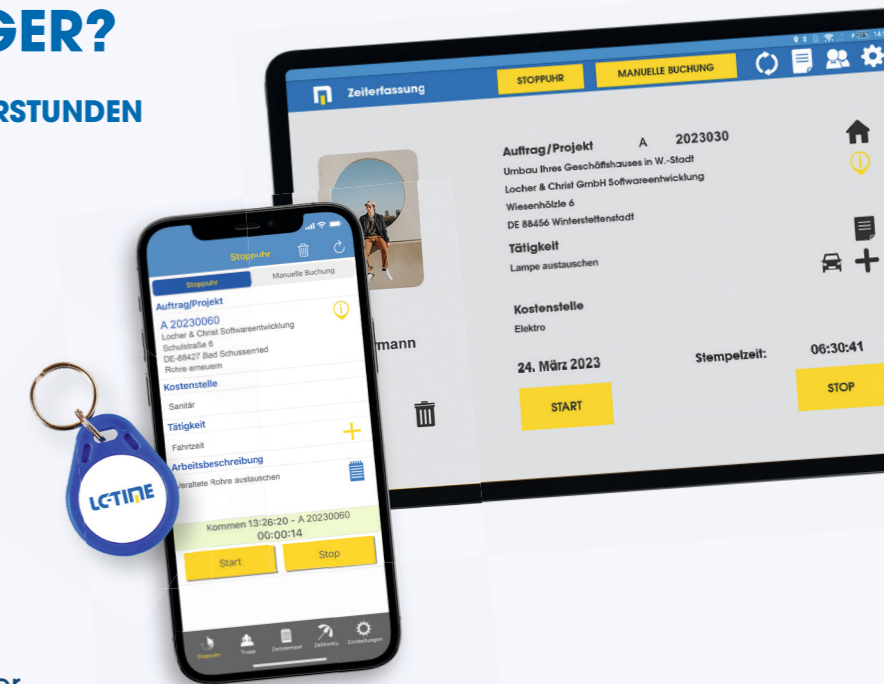 GER?
RSTUNDEN
Zeiterfassung
STOPPUHR
MANUELLE BUCHUNG
Auftrag/Projekt A 2023030
Umbau Ihres Geschäftshauses in W.-Stadt
Locher & Christ GmbH Softwareentwicklung
Wiesenhölzle 6
DE 88456 Winterstettenstadt
Tätigkeit
Lampe austauschen
Kostenstelle
Elektro
mann
24. März 2023
Stempelzeit: 06:30:41
START
STOP
Stoppuhr
Stoppuhr
Manuelle Buchung
Auftrag/Projekt
A 20230060
Locher & Christ Softwareentwicklung
Schulstraße 6
DE-88427 Bad Schussenried
Rohre erneuern
Kostenstelle
Sanitär
Tätigkeit
Fahrtzeit
Arbeitsbeschreibung
Veraltete Rohre austauschen
Kommen 13:26:20 - A 20230060
00:00:14
Start
Stop
Stoppuhr
Trupp
Zeitstempel
Zeitkonto
Einstellungen
LC-TIME
er